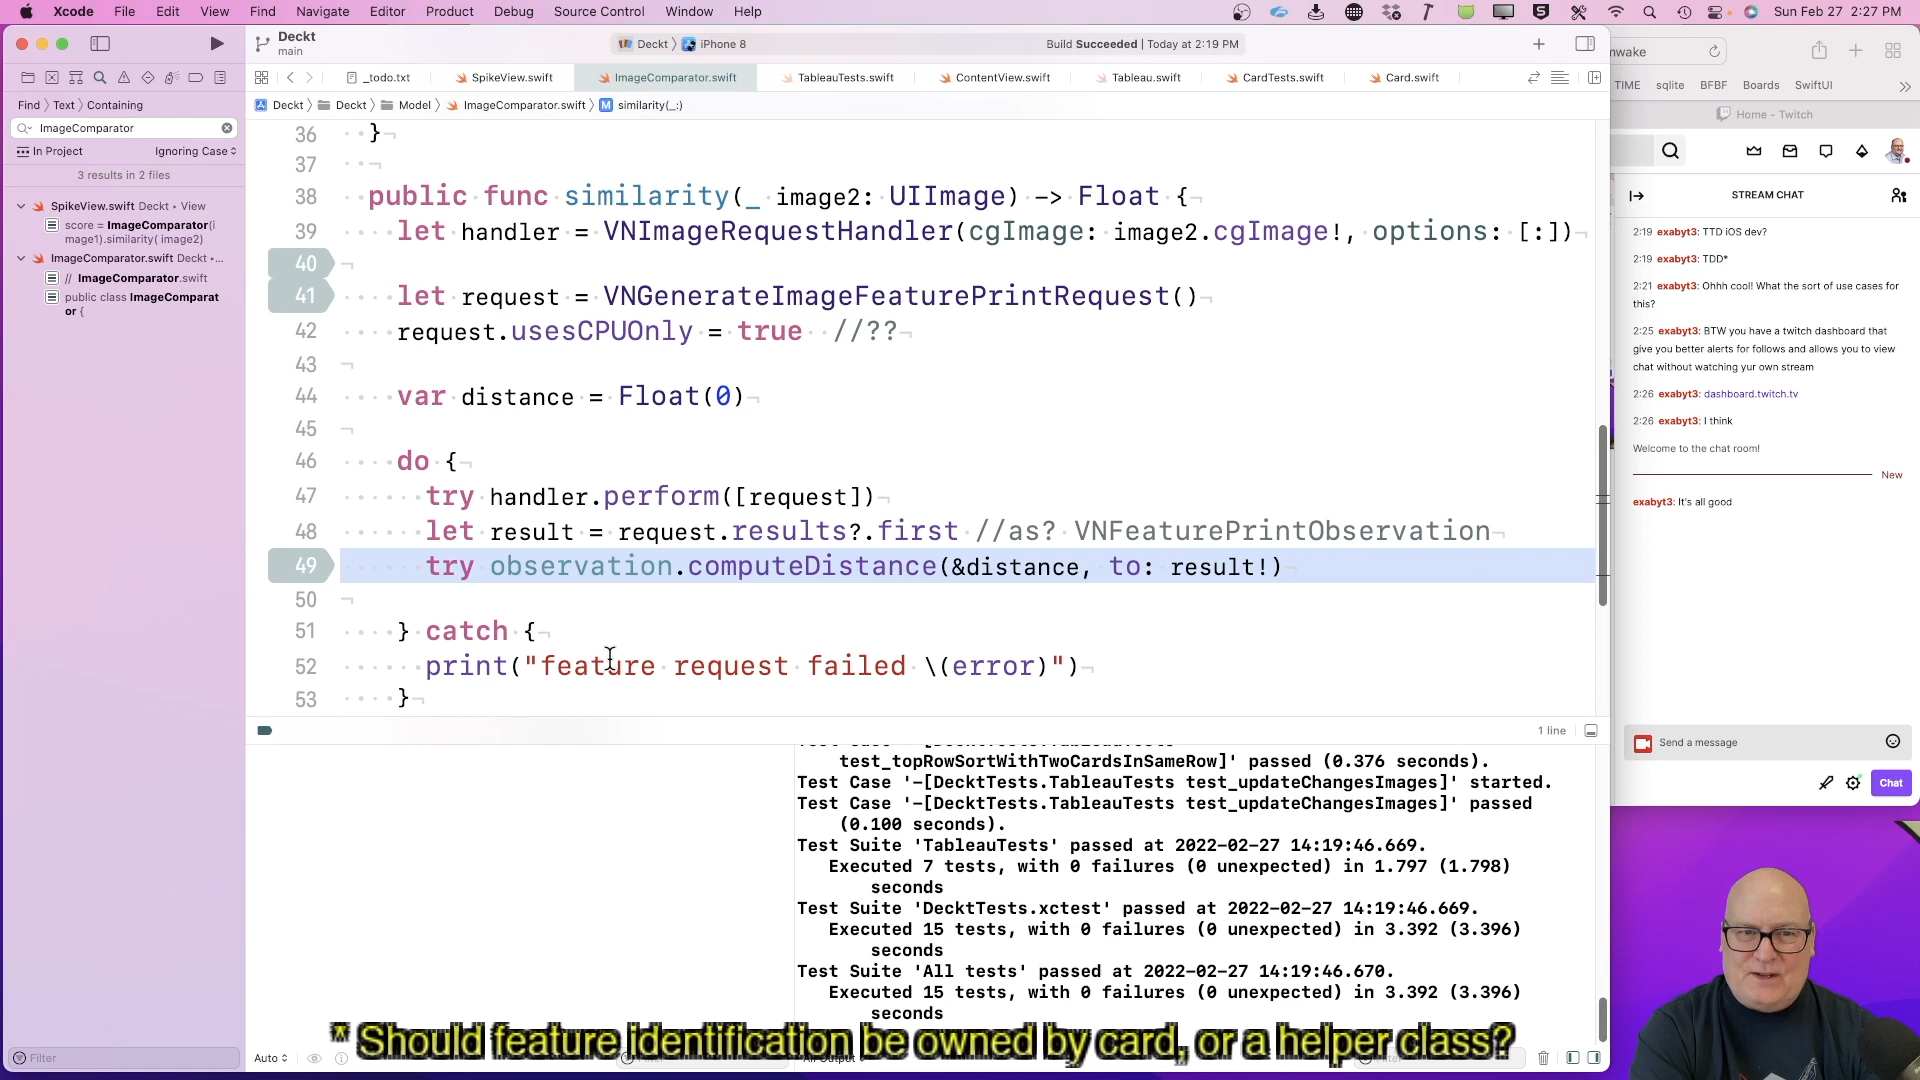 Xcode File Edit View Find Navigate Editor Product Debug Source Control Window Help
Sun Feb 27 2:27 PM
Deckt
main
Deckt iPhone 8
Build Succeeded | Today at 2:19 PM
_todo.txt SpikeView.swift ImageComparator.swift TableauTests.swift ContentView.swift Tableau.swift CardTests.swift Card.swift
Find Text Containing
ImageComparator
In Project Ignoring Case
3 results in 2 files
SpikeView.swift Deckt • View
score = ImageComparator(i
mage1).similarity( image2)
ImageComparator.swift Deckt •...
// ImageComparator.swift
public class ImageComparat
or {
Filter
Deckt Deckt Model ImageComparator.swift M similarity(_:)
36 }
37
38 public func similarity(_ image2: UIImage) -> Float {
39 let handler = VNImageRequestHandler(cgImage: image2.cgImage!, options: [:])
40
41 let request = VNGenerateImageFeaturePrintRequest()
42 request.usesCPUOnly = true //??
43
44 var distance = Float(0)
45
46 do {
47 try handler.perform([request])
48 let result = request.results?.first //as? VNFeaturePrintObservation
49 try observation.computeDistance(&distance, to: result!)
50
51 } catch {
52 print("feature request failed \(error)")
53 }
1 line
Test Case '-[DecktTests.TableauTests
test_topRowSortWithTwoCardsInSameRow]' passed (0.376 seconds).
Test Case '-[DecktTests.TableauTests test_updateChangesImages]' started.
Test Case '-[DecktTests.TableauTests test_updateChangesImages]' passed
(0.100 seconds).
Test Suite 'TableauTests' passed at 2022-02-27 14:19:46.669.
Executed 7 tests, with 0 failures (0 unexpected) in 1.797 (1.798)
seconds
Test Suite 'DecktTests.xctest' passed at 2022-02-27 14:19:46.669.
Executed 15 tests, with 0 failures (0 unexpected) in 3.392 (3.396)
seconds
Test Suite 'All tests' passed at 2022-02-27 14:19:46.670.
Executed 15 tests, with 0 failures (0 unexpected) in 3.392 (3.396)
seconds
* Should feature identification be owned by card, or a helper class?
Auto
nwake
TIME sqlite BFBF Boards SwiftUI
Home - Twitch
STREAM CHAT
2:19 exabyt3: TTD iOS dev?
2:19 exabyt3: TDD*
2:21 exabyt3: Ohhh cool! What the sort of use cases for
this?
2:25 exabyt3: BTW you have a twitch dashboard that
give you better alerts for follows and allows you to view
chat without watching yur own stream
2:26 exabyt3: dashboard.twitch.tv
2:26 exabyt3: I think
Welcome to the chat room!
New
exabyt3: It's all good
Send a message
Chat